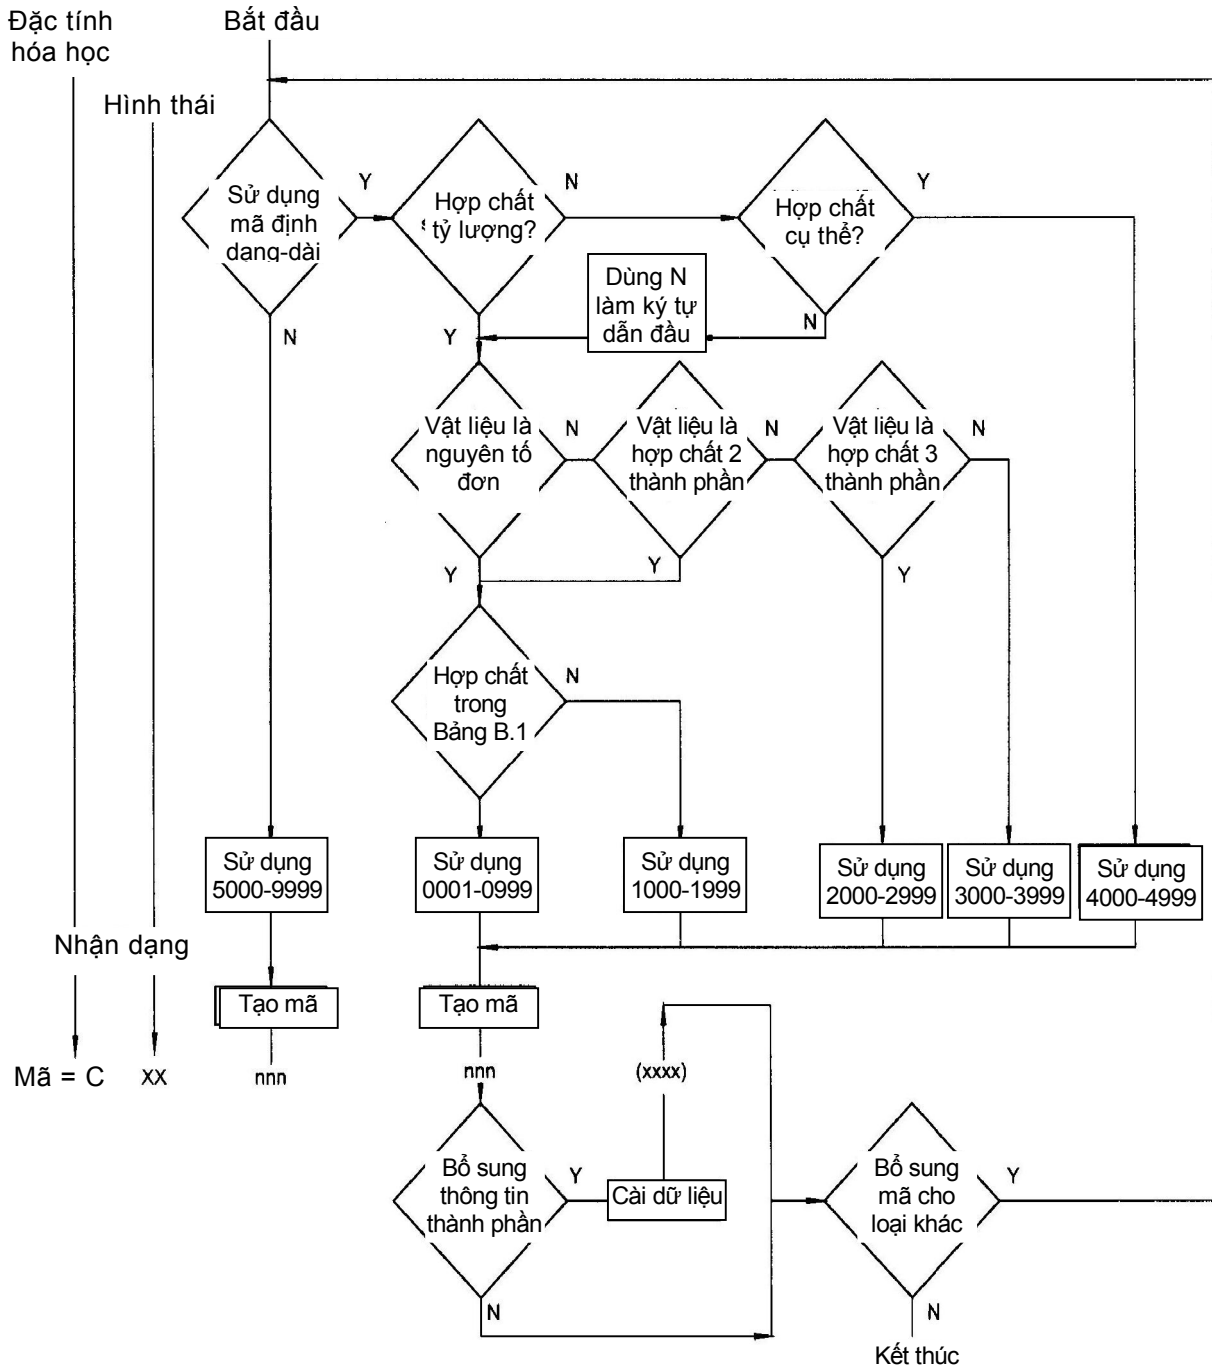 Đặc tính
hóa học
Bắt đầu
Hình thái
Sử dụng
mã định
dạng-dài
Y
Hợp chất
tỷ lượng?
N
Hợp chất
cụ thể?
Y
Dùng N
làm ký tự
dẫn đầu
N
Y
N
Vật liệu là
nguyên tố
đơn
N
Vật liệu là
hợp chất 2
thành phần
N
Vật liệu là
hợp chất 3
thành phần
N
Y
Y
Y
Hợp chất
trong
Bảng B.1
N
Sử dụng
5000-9999
Sử dụng
0001-0999
Sử dụng
1000-1999
Sử dụng
2000-2999
Sử dụng
3000-3999
Sử dụng
4000-4999
Nhận dạng
Tạo mã
Tạo mã
Mã = C
XX
nnn
nnn
(xxxx)
Bổ sung
thông tin
thành phần
Y
Cài dữ liệu
Bổ sung
mã cho
loại khác
Y
N
N
Kết thúc